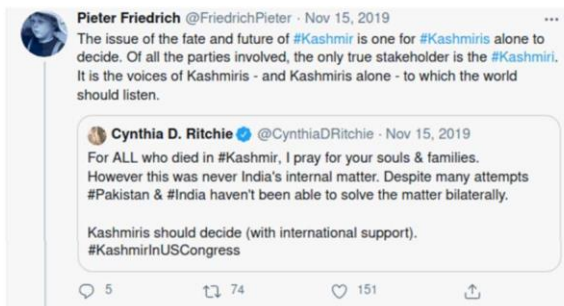 Pieter Friedrich @FriedrichPieter · Nov 15, 2019 ...
The issue of the fate and future of #Kashmir is one for #Kashmiris alone to
decide. Of all the parties involved, the only true stakeholder is the #Kashmiri.
It is the voices of Kashmiris - and Kashmiris alone - to which the world
should listen.
Cynthia D. Ritchie @CynthiaDRitchie · Nov 15, 2019
For ALL who died in #Kashmir, I pray for your souls & families.
However this was never India's internal matter. Despite many attempts
#Pakistan & #India haven't been able to solve the matter bilaterally.
Kashmiris should decide (with international support).
#KashmirInUSCongress
5 74 151